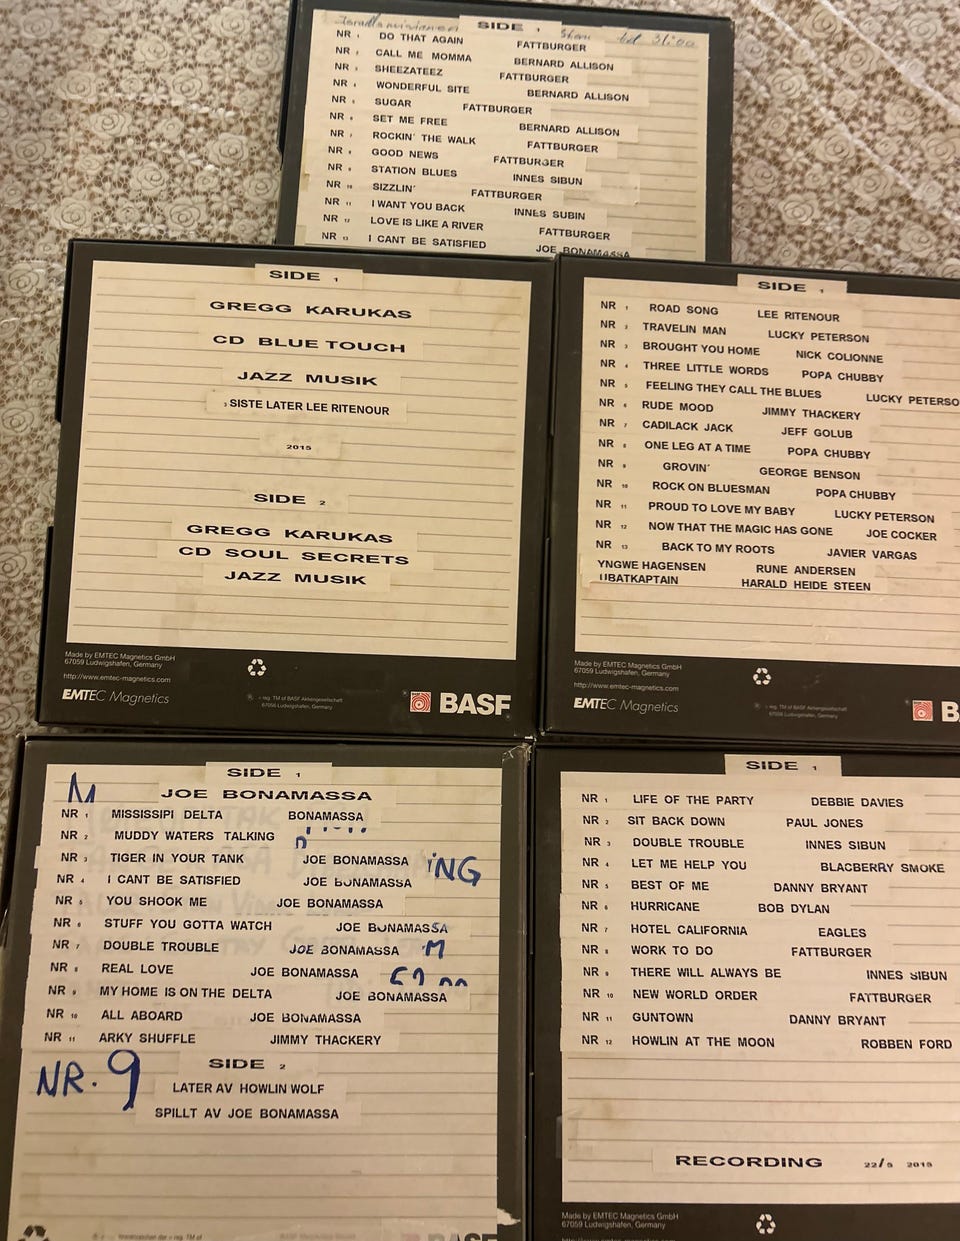 SIDE 1
NR 1 DO THAT AGAIN FATTBURGER
NR 2 CALL ME MOMMA BERNARD ALLISON
NR 3 SHEEZATEEZ FATTBURGER
NR 4 WONDERFUL SITE BERNARD ALLISON
NR 5 SUGAR FATTBURGER
NR 6 SET ME FREE BERNARD ALLISON
NR 7 ROCKIN' THE WALK FATTBURGER
NR 8 GOOD NEWS FATTBURGER
NR 9 STATION BLUES INNES SIBUN
NR 10 SIZZLIN' FATTBURGER
NR 11 I WANT YOU BACK INNES SUBIN
NR 12 LOVE IS LIKE A RIVER FATTBURGER
NR 13 I CANT BE SATISFIED JOE BONAMASSA
SIDE 1
GREGG KARUKAS
CD BLUE TOUCH
JAZZ MUSIK
3 SISTE LATER LEE RITENOUR
2015
SIDE 2
GREGG KARUKAS
CD SOUL SECRETS
JAZZ MUSIK
Made by EMTEC Magnetics GmbH
67059 Ludwigshafen, Germany
http://www.emtec-magnetics.com
EMTEC Magnetics
= reg. TM of BASF Aktiengesellschaft
67056 Ludwigshafen, Germany
BASF
SIDE 1
NR 1 ROAD SONG LEE RITENOUR
NR 2 TRAVELIN MAN LUCKY PETERSON
NR 3 BROUGHT YOU HOME NICK COLIONNE
NR 4 THREE LITTLE WORDS POPA CHUBBY
NR 5 FEELING THEY CALL THE BLUES LUCKY PETERSO
NR 6 RUDE MOOD JIMMY THACKERY
NR 7 CADILACK JACK JEFF GOLUB
NR 8 ONE LEG AT A TIME POPA CHUBBY
NR 9 GROVIN' GEORGE BENSON
NR 10 ROCK ON BLUESMAN POPA CHUBBY
NR 11 PROUD TO LOVE MY BABY LUCKY PETERSON
NR 12 NOW THAT THE MAGIC HAS GONE JOE COCKER
NR 13 BACK TO MY ROOTS JAVIER VARGAS
YNGWE HAGENSEN RUNE ANDERSEN
UBATKAPTAIN HARALD HEIDE STEEN
Made by EMTEC Magnetics GmbH
67059 Ludwigshafen, Germany
http://www.emtec-magnetics.com
EMTEC Magnetics
= reg. TM of BASF Aktiengesellschaft
67056 Ludwigshafen, Germany
B
SIDE 1
JOE BONAMASSA
NR 1 MISSISSIPI DELTA BONAMASSA
NR 2 MUDDY WATERS TALKING
NR 3 TIGER IN YOUR TANK JOE BONAMASSA ING
NR 4 I CANT BE SATISFIED JOE BONAMASSA
NR 5 YOU SHOOK ME JOE BONAMASSA
NR 6 STUFF YOU GOTTA WATCH JOE BONAMASSA
NR 7 DOUBLE TROUBLE JOE BONAMASSA M
NR 8 REAL LOVE JOE BONAMASSA
NR 9 MY HOME IS ON THE DELTA JOE BONAMASSA
NR 10 ALL ABOARD JOE BONAMASSA
NR 11 ARKY SHUFFLE JIMMY THACKERY
SIDE 2
NR. 9
LATER AV HOWLIN WOLF
SPILLT AV JOE BONAMASSA
SIDE 1
NR 1 LIFE OF THE PARTY DEBBIE DAVIES
NR 2 SIT BACK DOWN PAUL JONES
NR 3 DOUBLE TROUBLE INNES SIBUN
NR 4 LET ME HELP YOU BLACBERRY SMOKE
NR 5 BEST OF ME DANNY BRYANT
NR 6 HURRICANE BOB DYLAN
NR 7 HOTEL CALIFORNIA EAGLES
NR 8 WORK TO DO FATTBURGER
NR 9 THERE WILL ALWAYS BE INNES SIBUN
NR 10 NEW WORLD ORDER FATTBURGER
NR 11 GUNTOWN DANNY BRYANT
NR 12 HOWLIN AT THE MOON ROBBEN FORD
RECORDING 22/5 2015
Made by EMTEC Magnetics GmbH
67059 Ludwigshafen, Germany